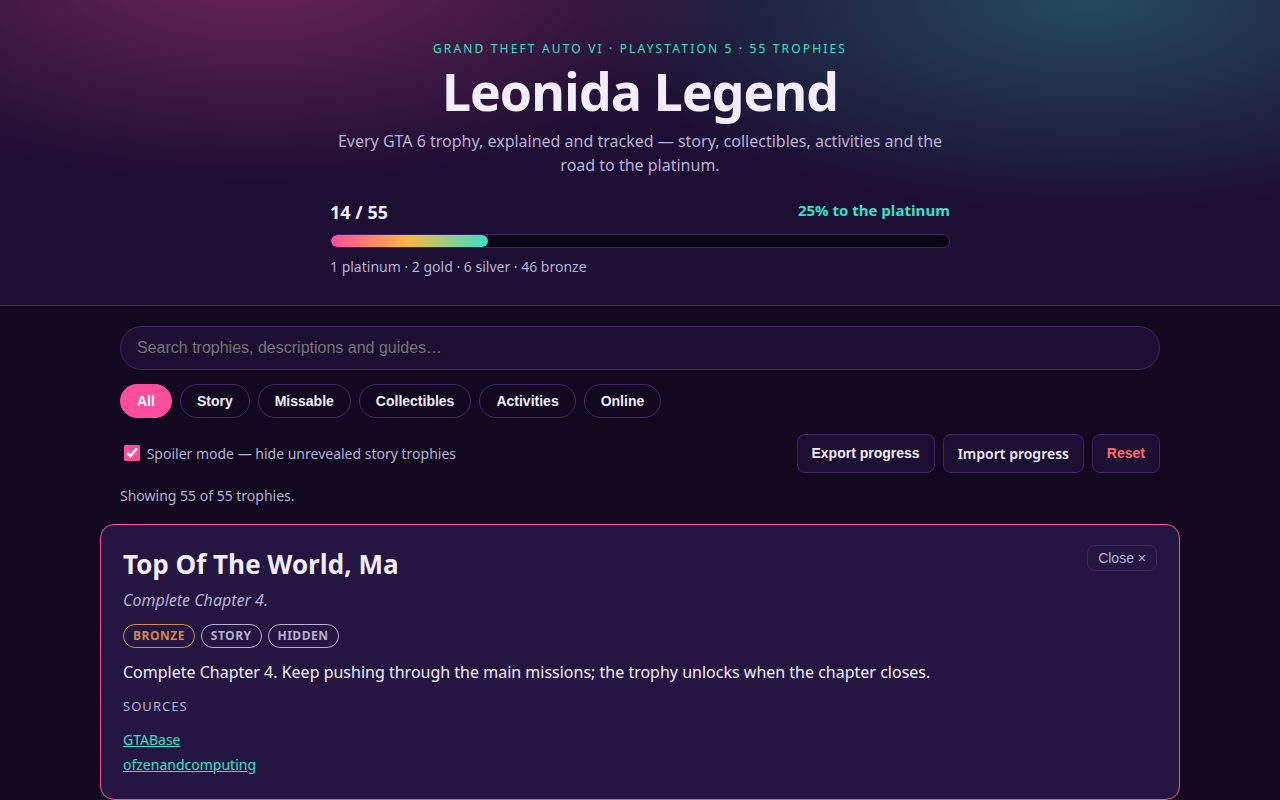 GRAND THEFT AUTO VI · PLAYSTATION 5 · 55 TROPHIES
Leonida Legend
Every GTA 6 trophy, explained and tracked — story, collectibles, activities and the
road to the platinum.
14 / 55
25% to the platinum
1 platinum · 2 gold · 6 silver · 46 bronze
Search trophies, descriptions and guides…
All
Story
Missable
Collectibles
Activities
Online
Spoiler mode — hide unrevealed story trophies
Export progress
Import progress
Reset
Showing 55 of 55 trophies.
Top Of The World, Ma
Close ×
Complete Chapter 4.
BRONZE
STORY
HIDDEN
Complete Chapter 4. Keep pushing through the main missions; the trophy unlocks when the chapter closes.
SOURCES
GTABase
ofzenandcomputing